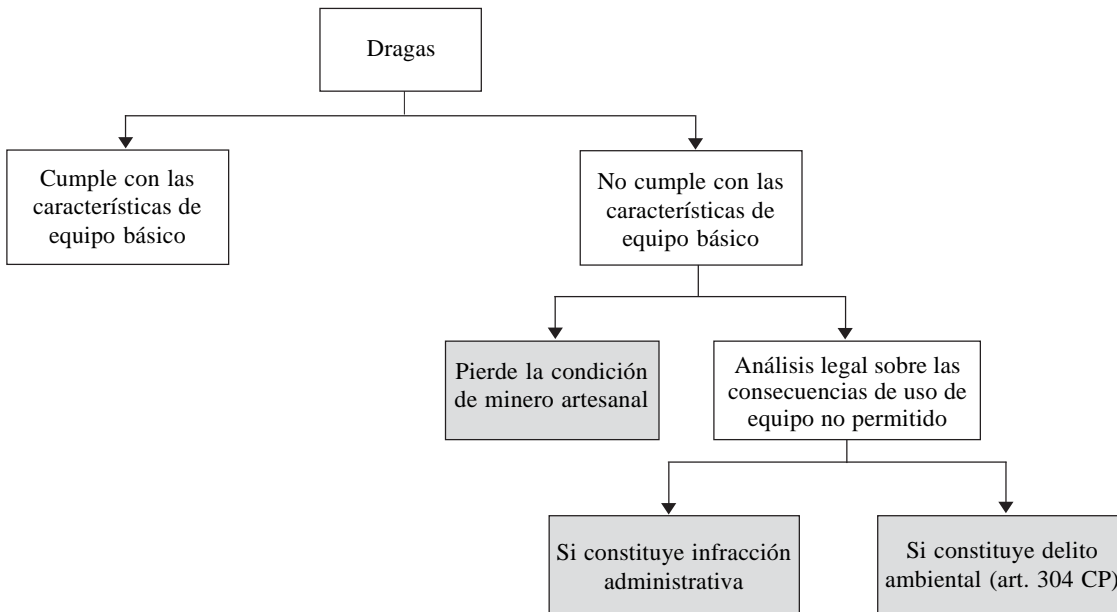 Dragas
Cumple con las
características de
equipo básico
No cumple con las
características de
equipo básico
Pierde la condición
de minero artesanal
Análisis legal sobre las
consecuencias de uso de
equipo no permitido
Si constituye infracción
administrativa
Si constituye delito
ambiental (art. 304 CP)